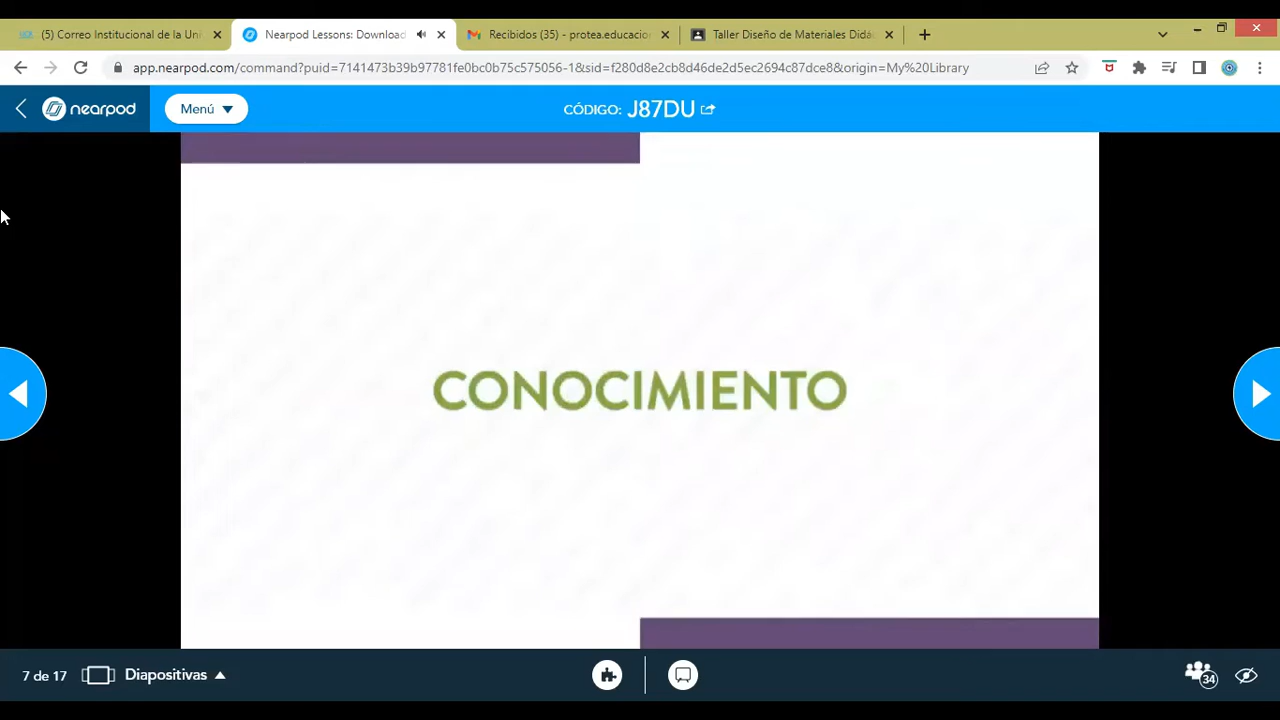 (5) Correo Institucional de la Uni
Nearpod Lessons: Download
Recibidos (35) - protea.educacion
Taller Diseño de Materiales Didác
app.nearpod.com/command?puid=7141473b39b97781fe0bc0b75c575056-1&sid=f280d8e2cb8d46de2d5ec2694c87dce8&origin=My%20Library
nearpod
Menú
CÓDIGO: J87DU
CONOCIMIENTO
7 de 17
Diapositivas
34